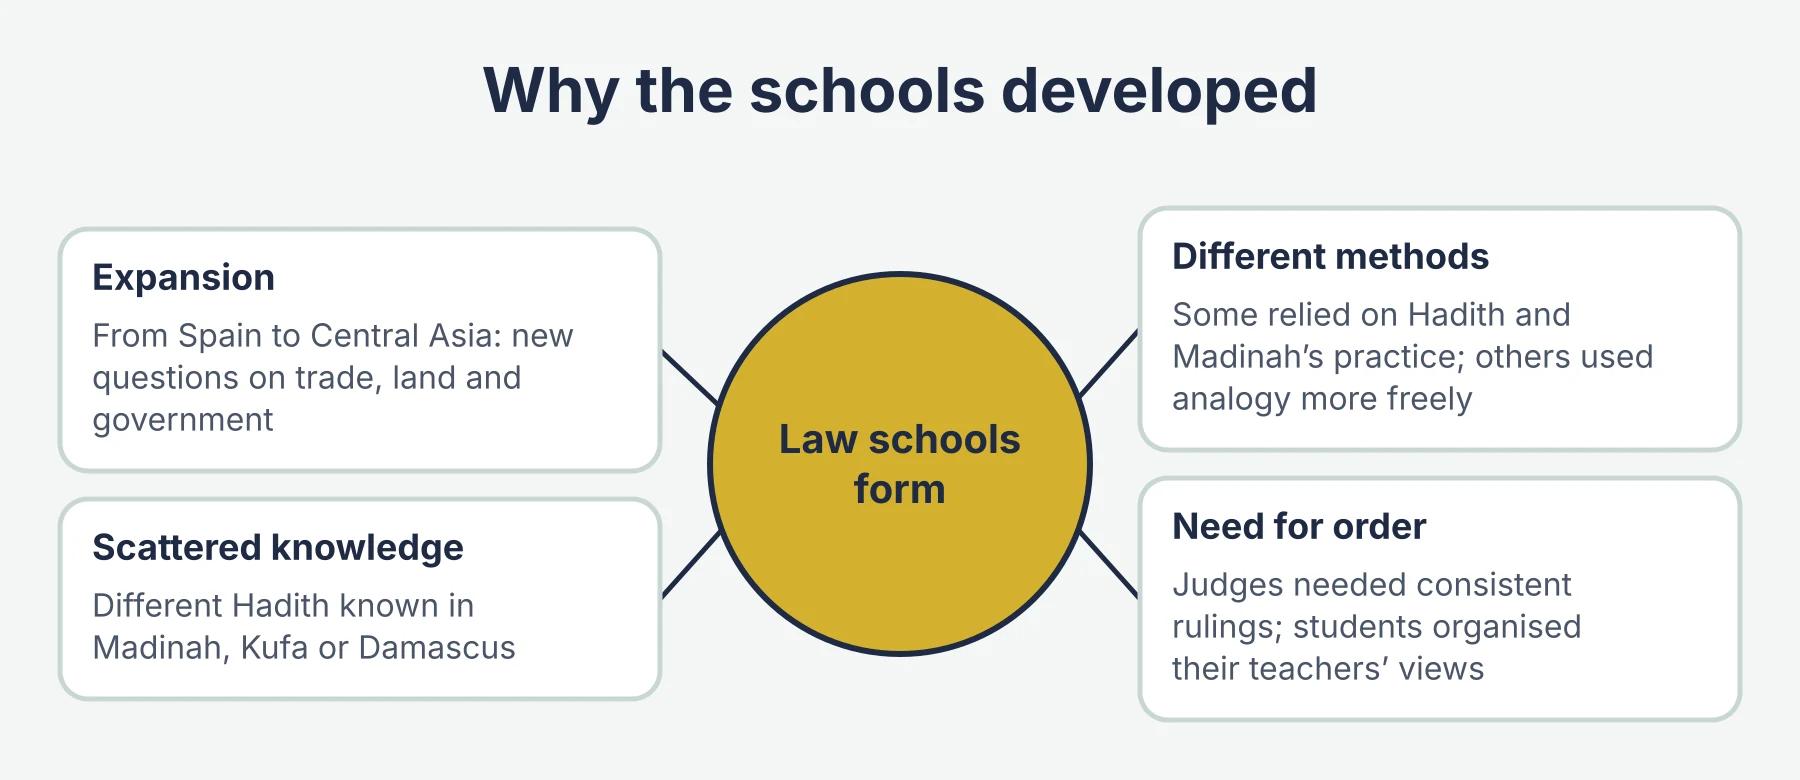 Why the schools developed
Expansion
From Spain to Central Asia: new
questions on trade, land and
government
Scattered knowledge
Different Hadith known in
Madinah, Kufa or Damascus
Law schools
form
Different methods
Some relied on Hadith and
Madinah’s practice; others used
analogy more freely
Need for order
Judges needed consistent
rulings; students organised
their teachers’ views